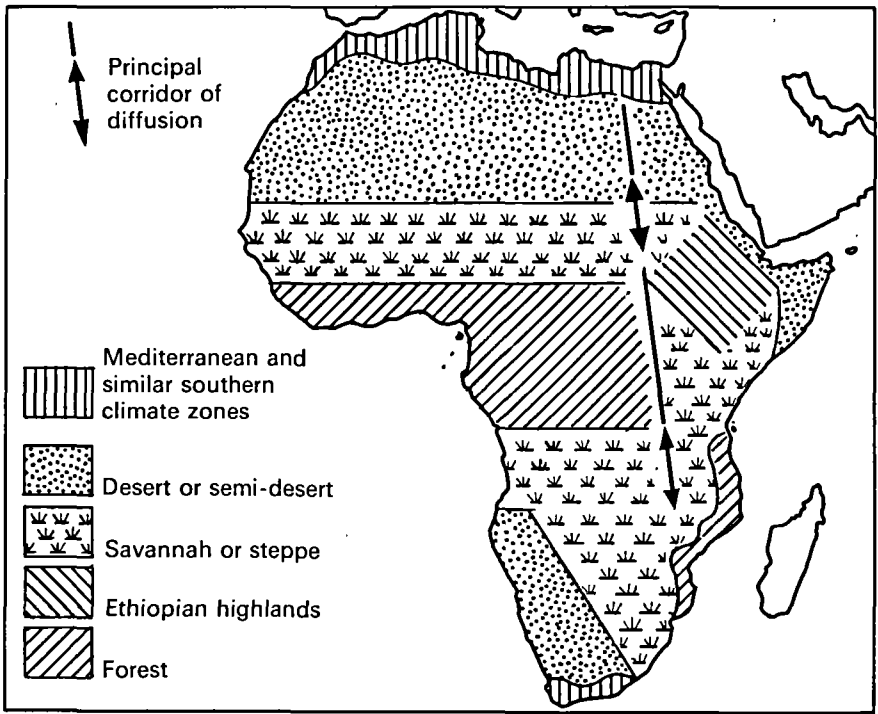 Principal
corridor of
diffusion
Mediterranean and
similar southern
climate zones
Desert or semi-desert
Savannah or steppe
Ethiopian highlands
Forest